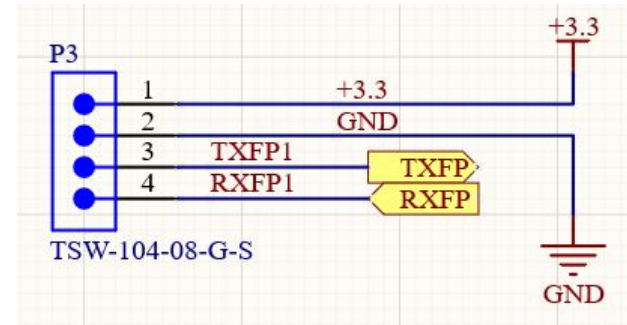 +3.3
P3
1 +3.3
2 GND
3 TXFP1 TXFP
4 RXFP1 RXFP
TSW-104-08-G-S
GND